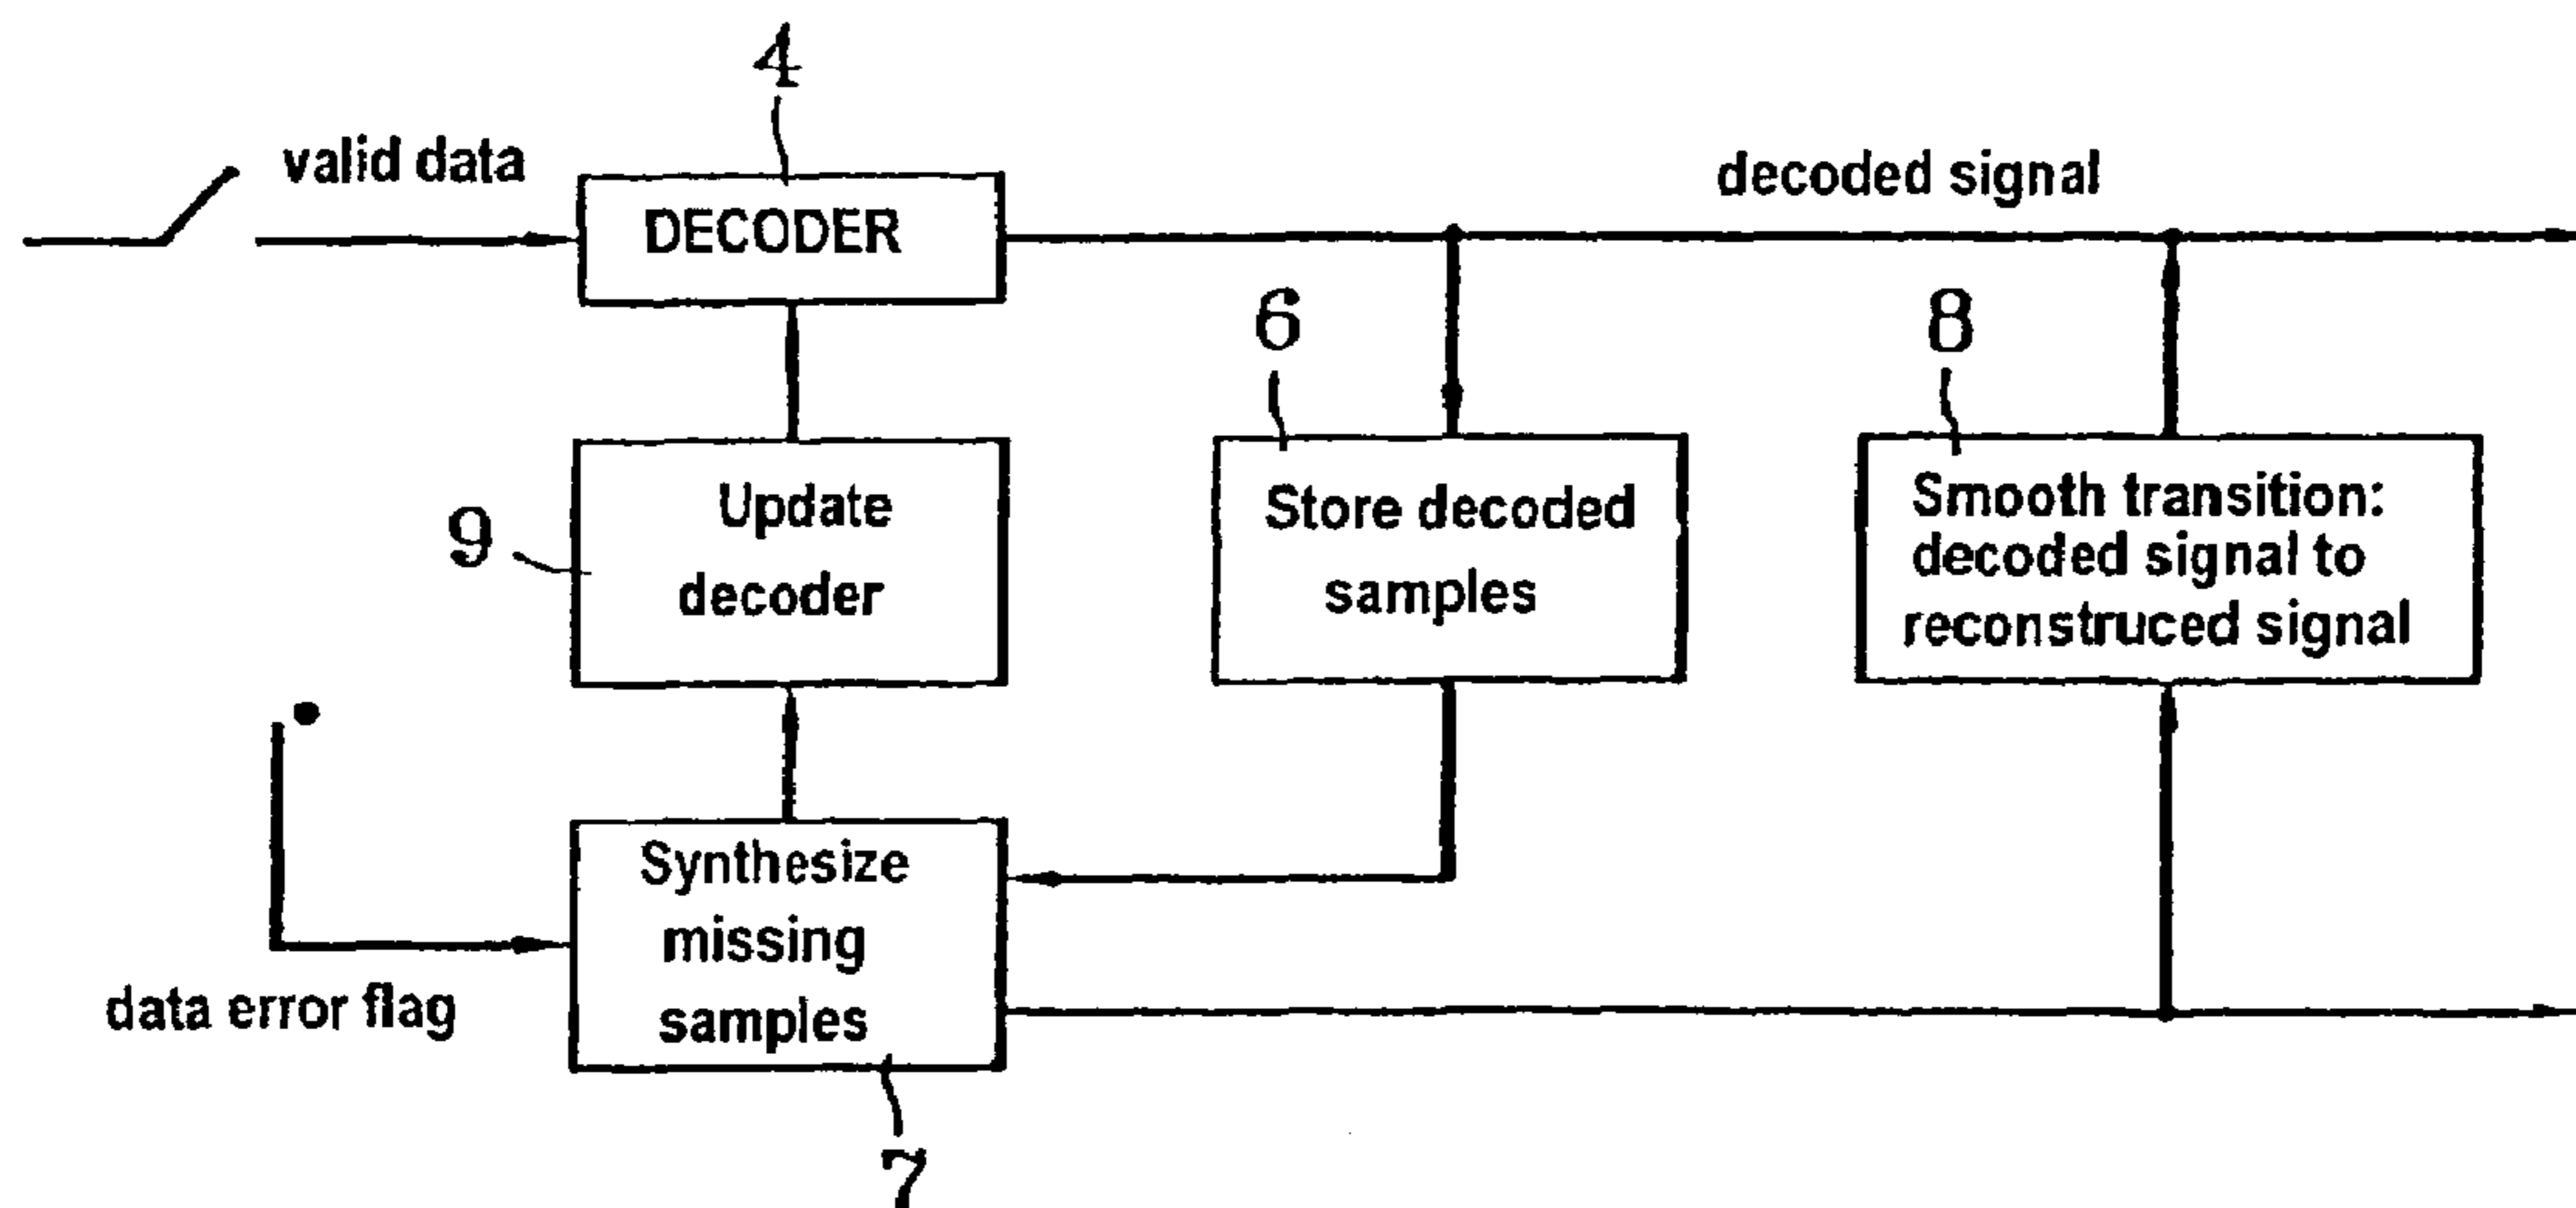 4
valid data
DECODER
decoded signal
6
8
9
Update
decoder
Store decoded
samples
Smooth transition:
decoded signal to
reconstruced signal
data error flag
Synthesize
missing
samples
7